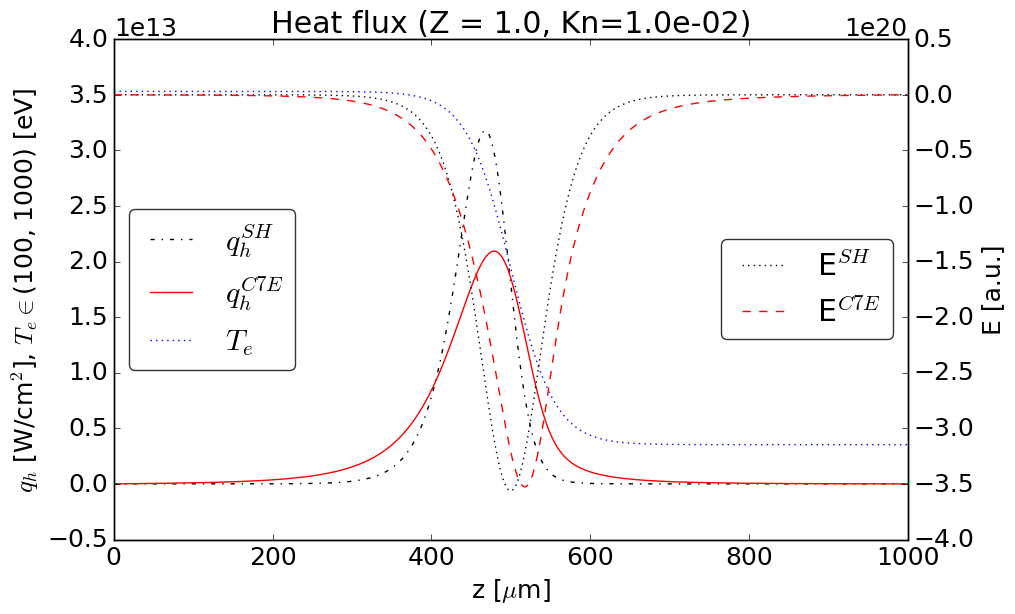 Heat flux (Z = 1.0, Kn=1.0e-02)
1e13
1e20
4.0
3.5
3.0
2.5
2.0
1.5
1.0
0.5
0.0
−0.5
q_h [W/cm²], T_e ∈ (100, 1000) [eV]
q_h^{SH}
q_h^{C7E}
T_e
E^{SH}
E^{C7E}
0.5
0.0
−0.5
−1.0
−1.5
−2.0
−2.5
−3.0
−3.5
−4.0
E [a.u.]
0 200 400 600 800 1000
z [μm]